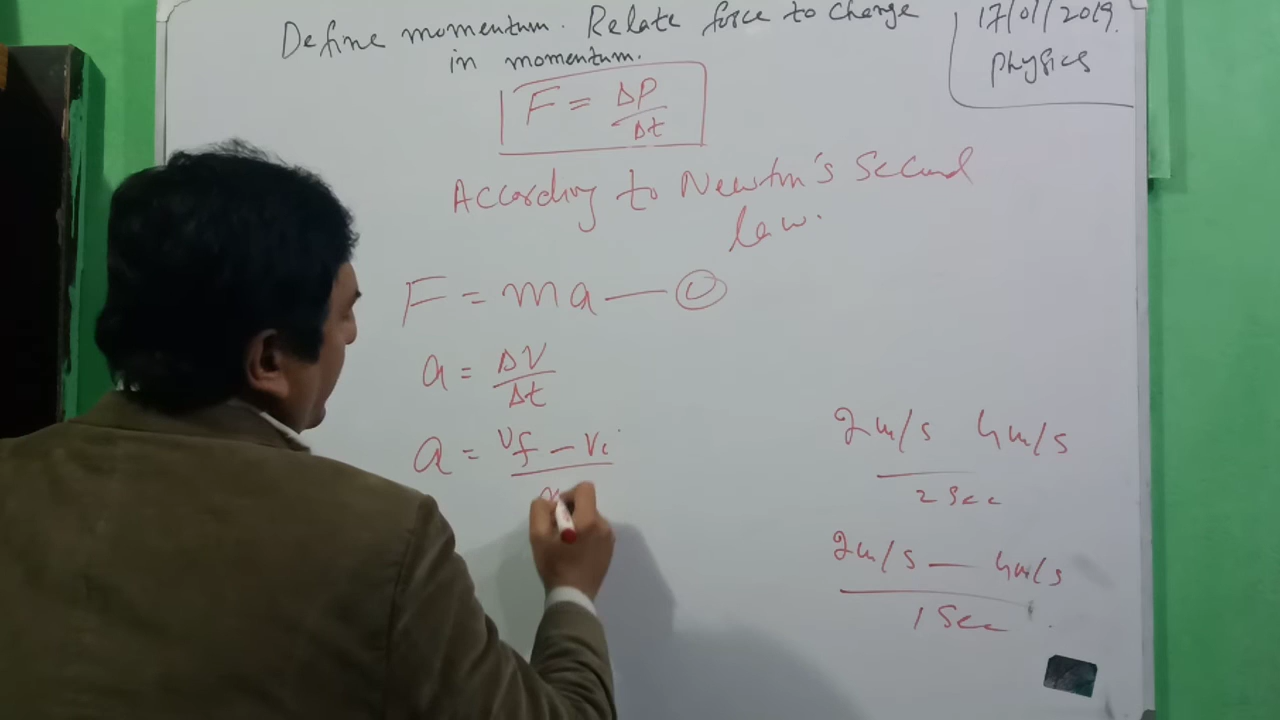 Define momentum. Relate force to change
in momentum.
17/01/2019.
physics
F = ΔP/Δt
According to Newton's Second
law.
F = ma — ①
a = ΔV/Δt
a = Vf - Vi
2m/s 4m/s
2 Sec
2m/s — 4m/s
1 Sec